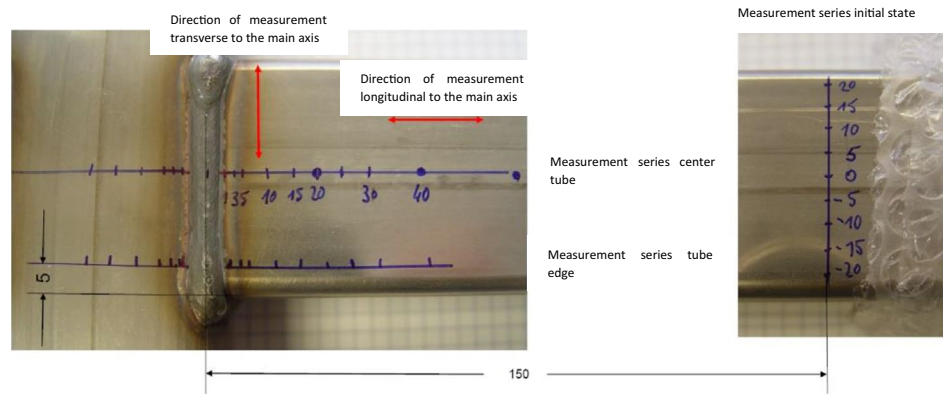 Direction of measurement
transverse to the main axis
Measurement series initial state
Direction of measurement
longitudinal to the main axis
Measurement series center
tube
Measurement series tube
edge
1 3 5 10 15 20 30 40
20
15
10
5
0
-5
-10
-15
-20
5
150